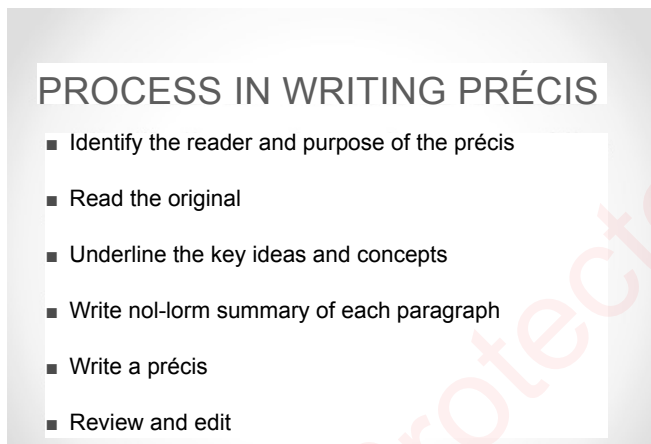 PROCESS IN WRITING PRÉCIS
■ Identify the reader and purpose of the précis
■ Read the original
■ Underline the key ideas and concepts
■ Write nol-lorm summary of each paragraph
■ Write a précis
■ Review and edit